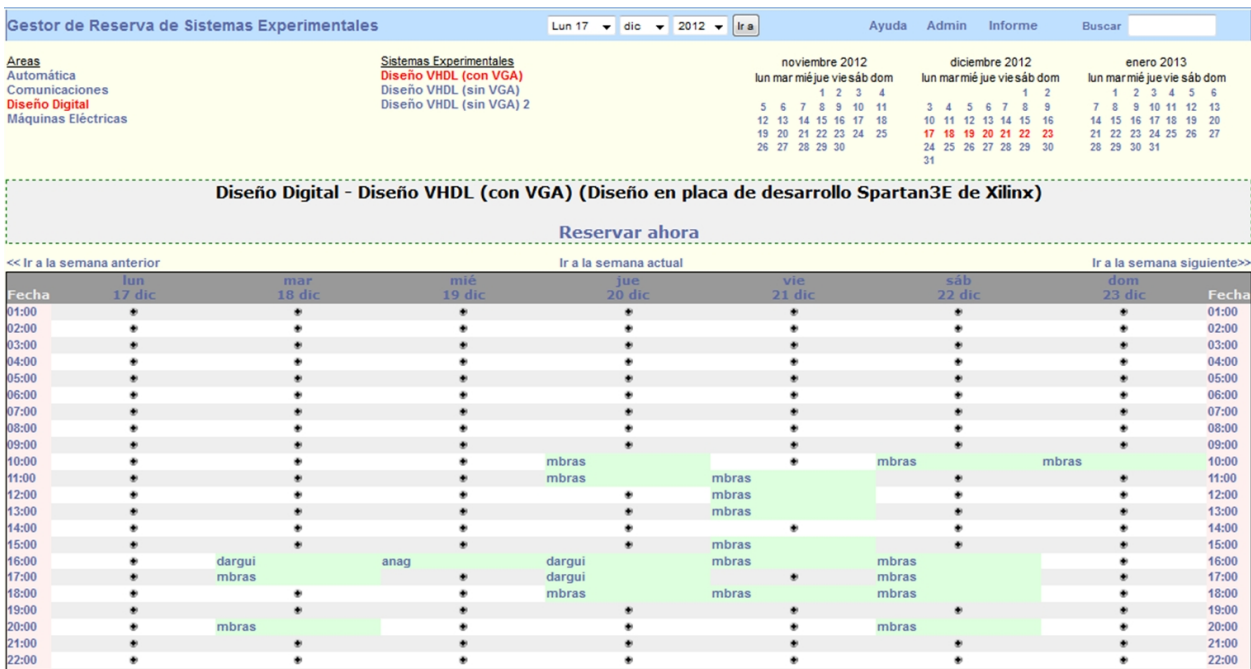 Gestor de Reserva de Sistemas Experimentales Lun 17 dic 2012 Ir a Ayuda Admin Informe Buscar
Areas
Automática
Comunicaciones
Diseño Digital
Máquinas Eléctricas
Sistemas Experimentales
Diseño VHDL (con VGA)
Diseño VHDL (sin VGA)
Diseño VHDL (sin VGA) 2
noviembre 2012
lun mar mié jue vie sáb dom
1 2 3 4
5 6 7 8 9 10 11
12 13 14 15 16 17 18
19 20 21 22 23 24 25
26 27 28 29 30
diciembre 2012
lun mar mié jue vie sáb dom
1 2
3 4 5 6 7 8 9
10 11 12 13 14 15 16
17 18 19 20 21 22 23
24 25 26 27 28 29 30
31
enero 2013
lun mar mié jue vie sáb dom
1 2 3 4 5 6
7 8 9 10 11 12 13
14 15 16 17 18 19 20
21 22 23 24 25 26 27
28 29 30 31
Diseño Digital - Diseño VHDL (con VGA) (Diseño en placa de desarrollo Spartan3E de Xilinx)
Reservar ahora
<< Ir a la semana anterior Ir a la semana actual Ir a la semana siguiente>>
lun mar mié jue vie sáb dom
Fecha 17 dic 18 dic 19 dic 20 dic 21 dic 22 dic 23 dic Fecha
01:00 01:00
02:00 02:00
03:00 03:00
04:00 04:00
05:00 05:00
06:00 06:00
07:00 07:00
08:00 08:00
09:00 09:00
10:00 mbras mbras mbras 10:00
11:00 mbras mbras 11:00
12:00 mbras 12:00
13:00 mbras 13:00
14:00 14:00
15:00 mbras 15:00
16:00 dargui anag dargui mbras mbras 16:00
17:00 mbras dargui mbras 17:00
18:00 mbras mbras mbras 18:00
19:00 19:00
20:00 mbras mbras 20:00
21:00 21:00
22:00 22:00